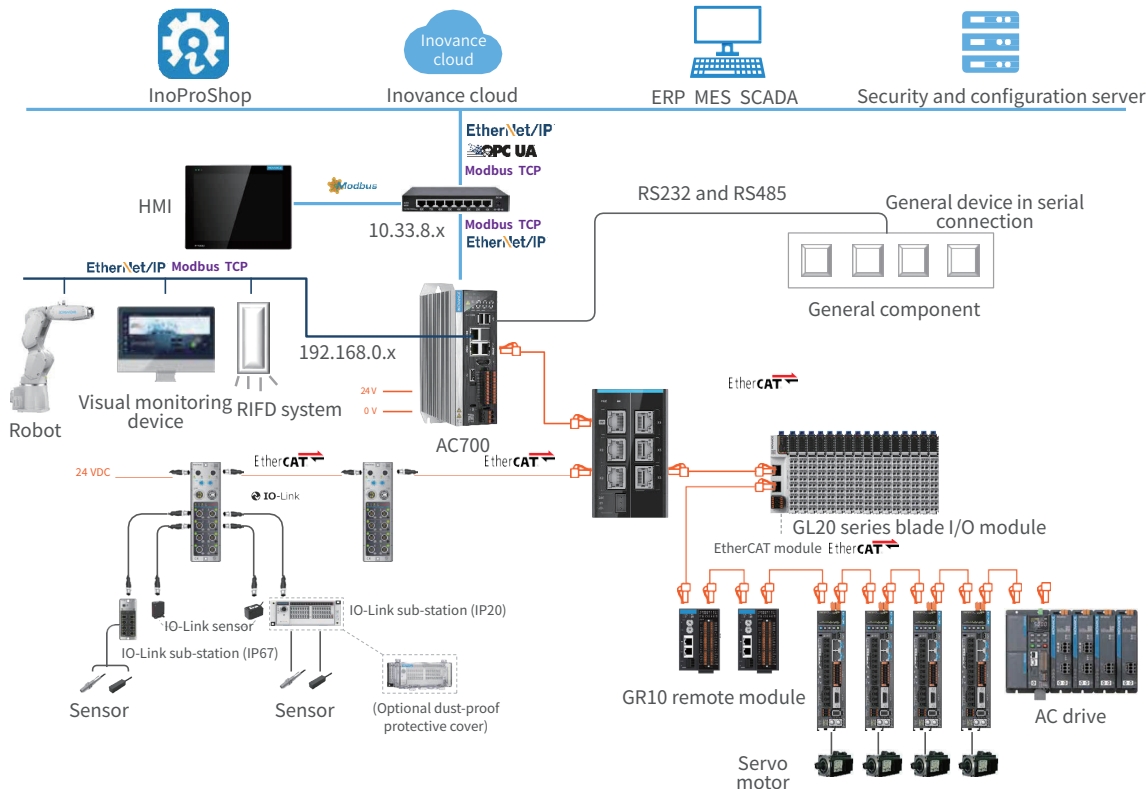 Inovance
cloud
InoProShop
Inovance cloud
ERP MES SCADA
Security and configuration server
EtherNet/IP
OPC UA
Modbus TCP
Modbus
HMI
10.33.8.x
Modbus TCP
EtherNet/IP
RS232 and RS485
General device in serial
connection
General component
EtherNet/IP Modbus TCP
192.168.0.x
24 V
0 V
AC700
Robot
Visual monitoring
device
RIFD system
EtherCAT
24 VDC
EtherCAT
EtherCAT
IO-Link
GL20 series blade I/O module
EtherCAT module
EtherCAT
IO-Link sub-station (IP20)
IO-Link sensor
IO-Link sub-station (IP67)
Sensor
Sensor
(Optional dust-proof
protective cover)
GR10 remote module
AC drive
Servo
motor